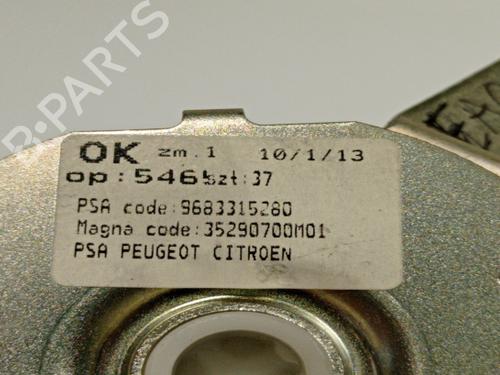 OK zm.1 10/1/13
op:546 szt:37
PSA code:9683315280
Magna code:35290700M01
PSA PEUGEOT CITROEN
R-PARTS